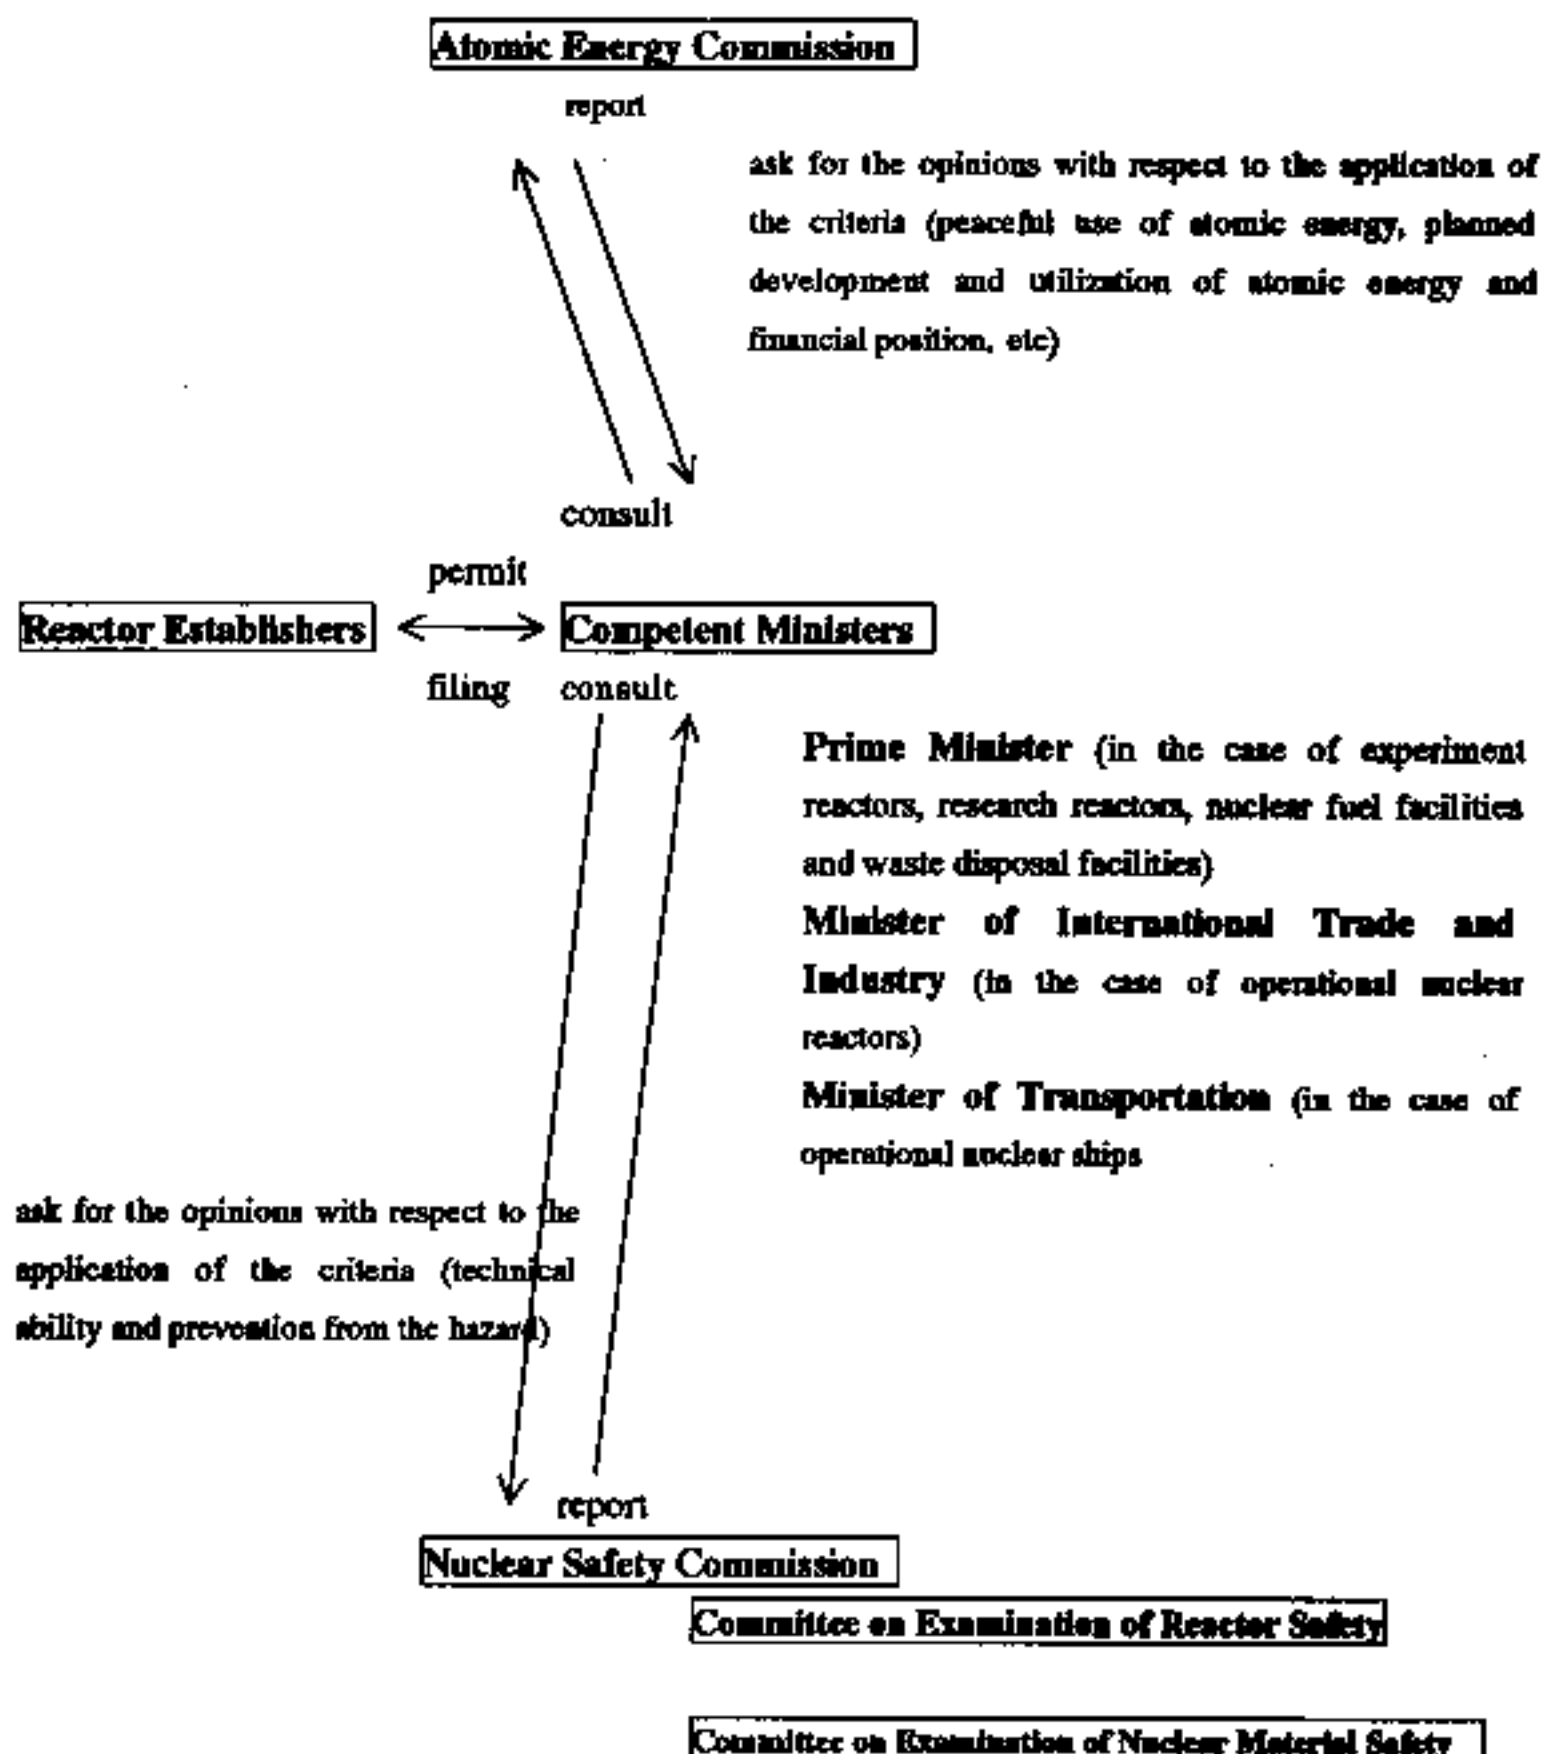 Atomic Energy Commission
report
ask for the opinions with respect to the application of
the criteria (peaceful use of atomic energy, planned
development and utilization of atomic energy and
financial position, etc)
consult
permit
Reactor Establishers
Competent Ministers
filing
consult
Prime Minister (in the case of experiment
reactors, research reactors, nuclear fuel facilities
and waste disposal facilities)
Minister of International Trade and
Industry (in the case of operational nuclear
reactors)
Minister of Transportation (in the case of
operational nuclear ships
ask for the opinions with respect to the
application of the criteria (technical
ability and prevention from the hazard)
report
Nuclear Safety Commission
Committee on Examination of Reactor Safety
Committee on Examination of Nuclear Material Safety